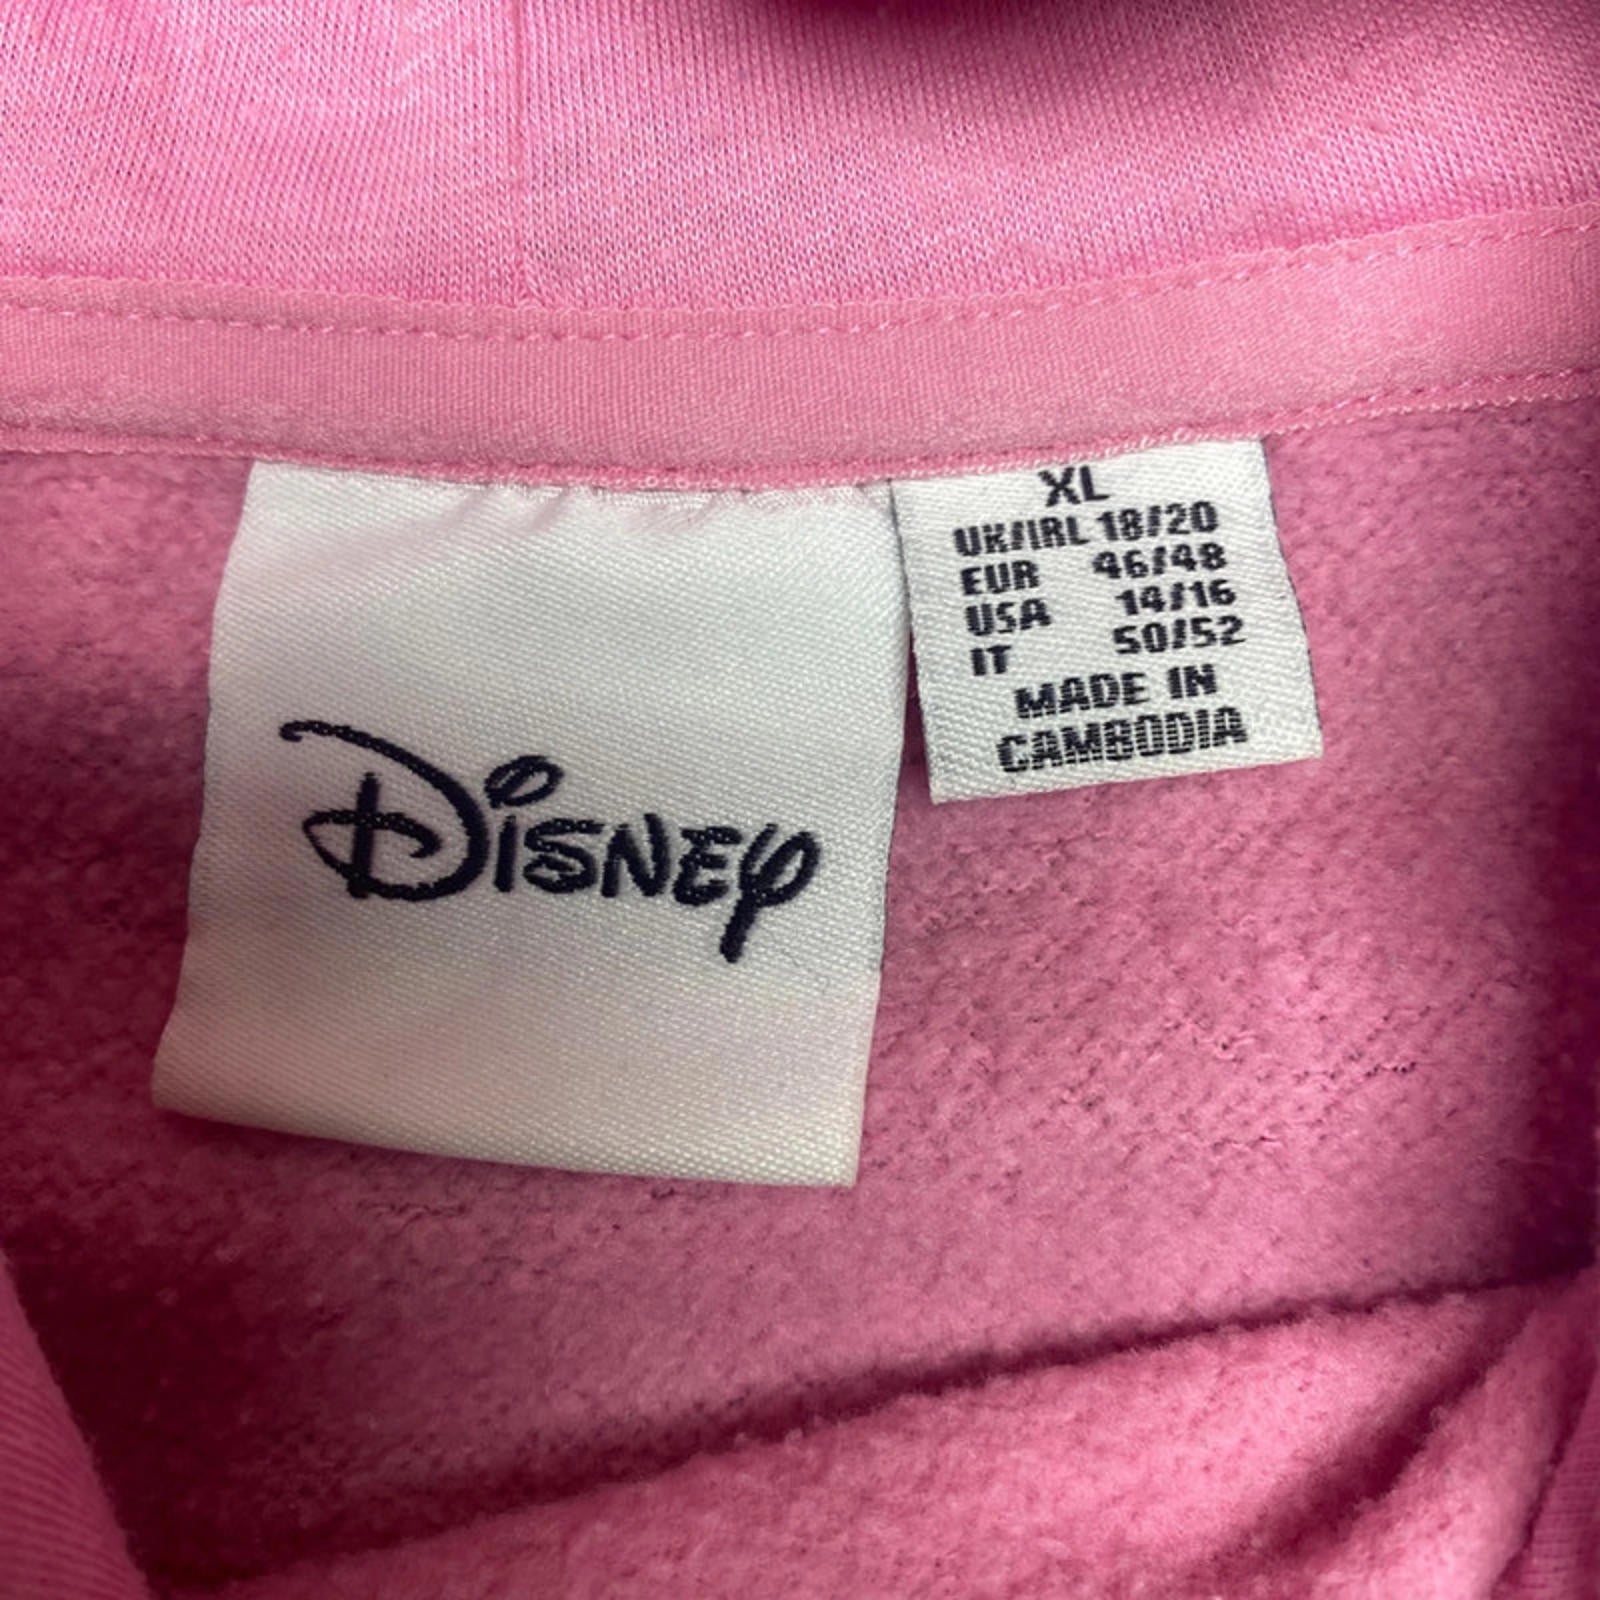 Disney
XL
UK/IRL 18/20
EUR 46/48
USA 14/16
IT 50/52
MADE IN
CAMBODIA